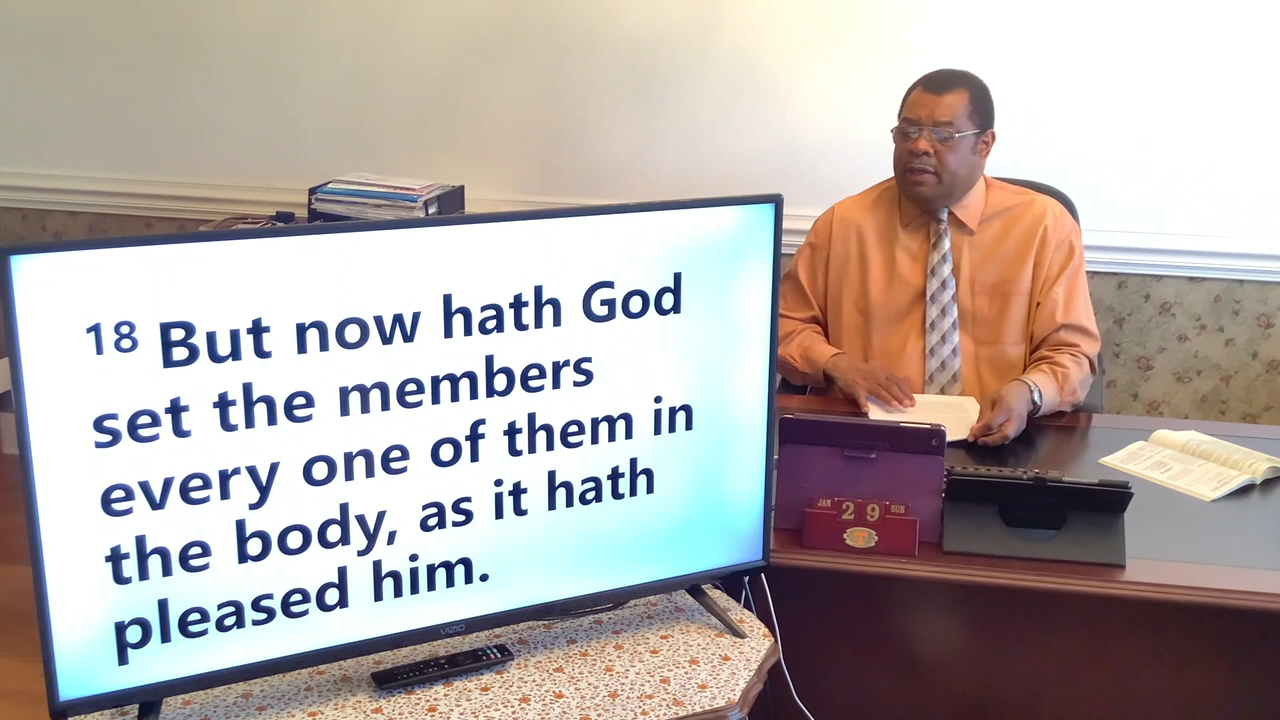 18 But now hath God
set the members
every one of them in
the body, as it hath
pleased him.
VIZIO
JAN 29 SUN
T